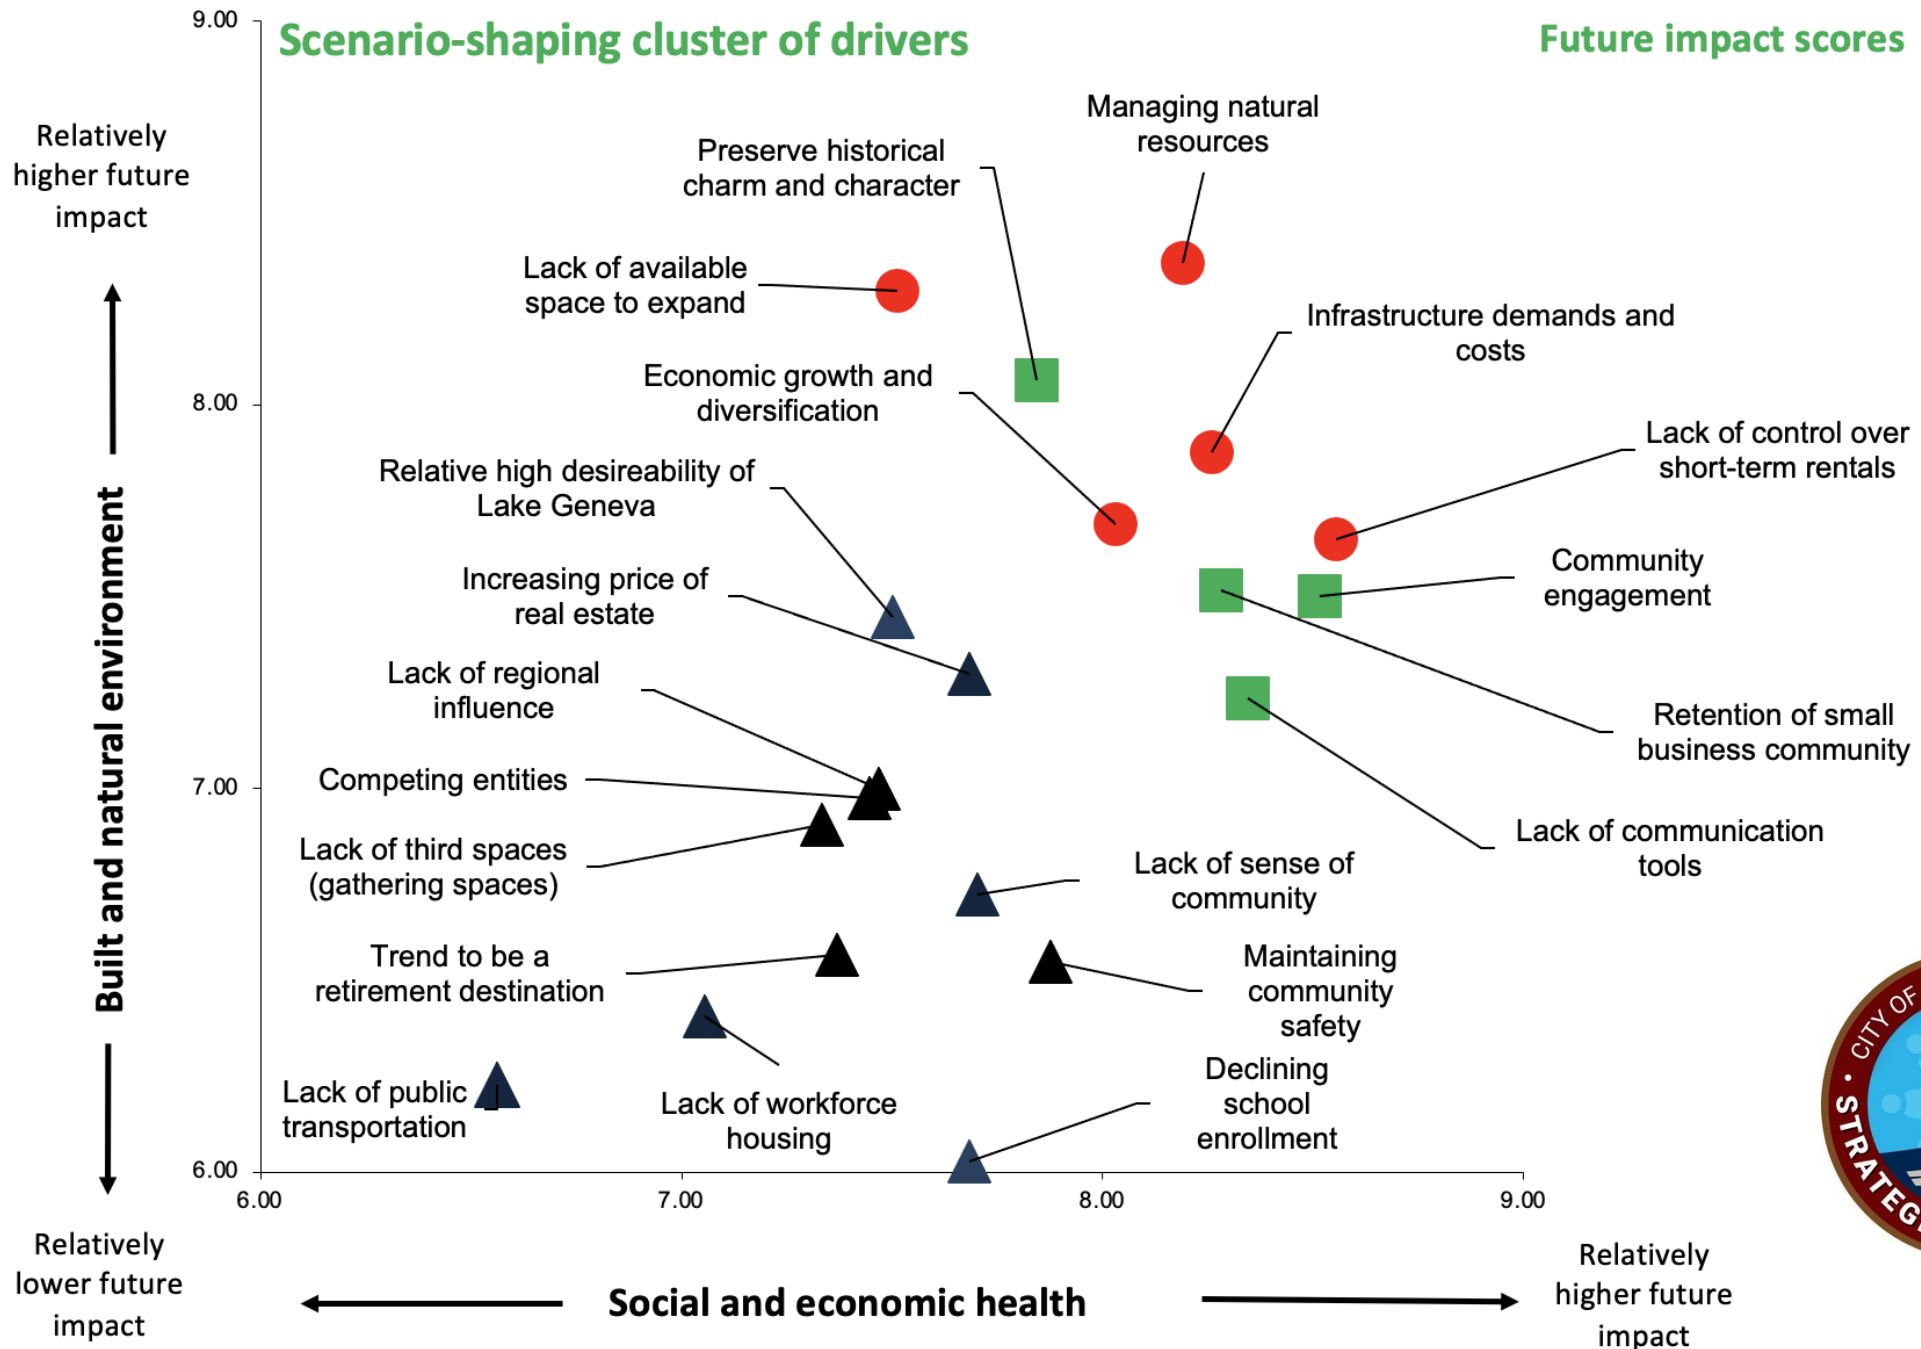 9.00
Scenario-shaping cluster of drivers
Future impact scores
Relatively
higher future
impact
Managing natural
resources
Preserve historical
charm and character
Lack of available
space to expand
Infrastructure demands and
costs
Economic growth and
diversification
8.00
Lack of control over
short-term rentals
Relative high desireability of
Lake Geneva
Community
engagement
Increasing price of
real estate
Built and natural environment
Lack of regional
influence
Retention of small
business community
7.00
Competing entities
Lack of communication
tools
Lack of third spaces
(gathering spaces)
Lack of sense of
community
Trend to be a
retirement destination
Maintaining
community
safety
Lack of public
transportation
Lack of workforce
housing
Declining
school
enrollment
6.00
6.00
7.00
8.00
9.00
CITY OF
Relatively
lower future
impact
Social and economic health
Relatively
higher future
impact